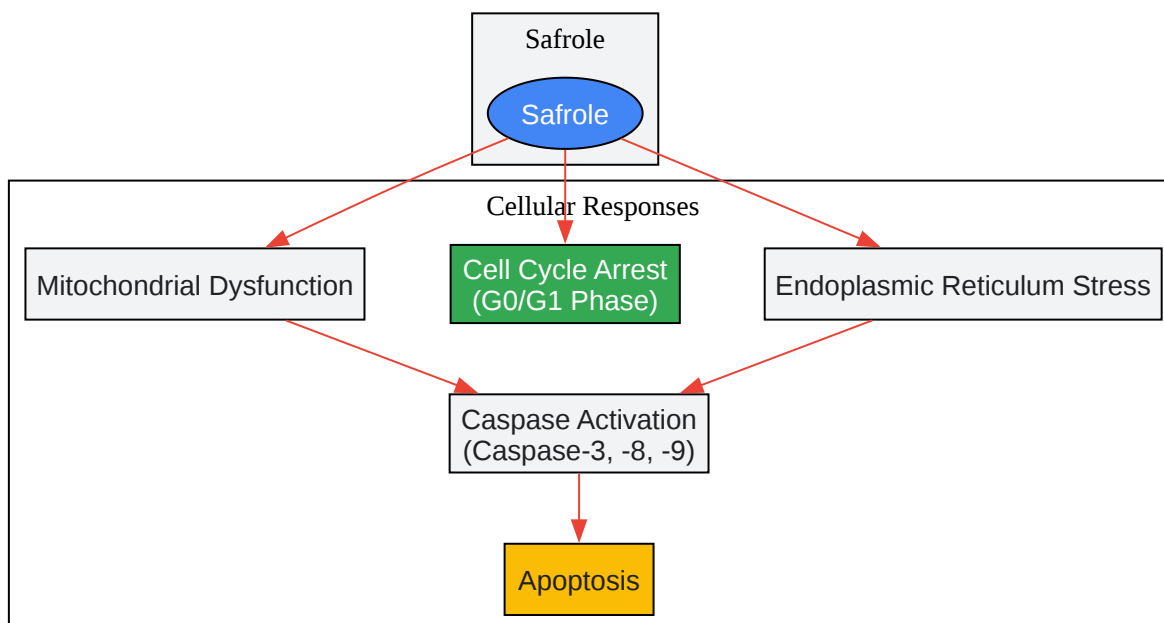 Safrole
Safrole
Cellular Responses
Mitochondrial Dysfunction
Cell Cycle Arrest
(G0/G1 Phase)
Endoplasmic Reticulum Stress
Caspase Activation
(Caspase-3, -8, -9)
Apoptosis